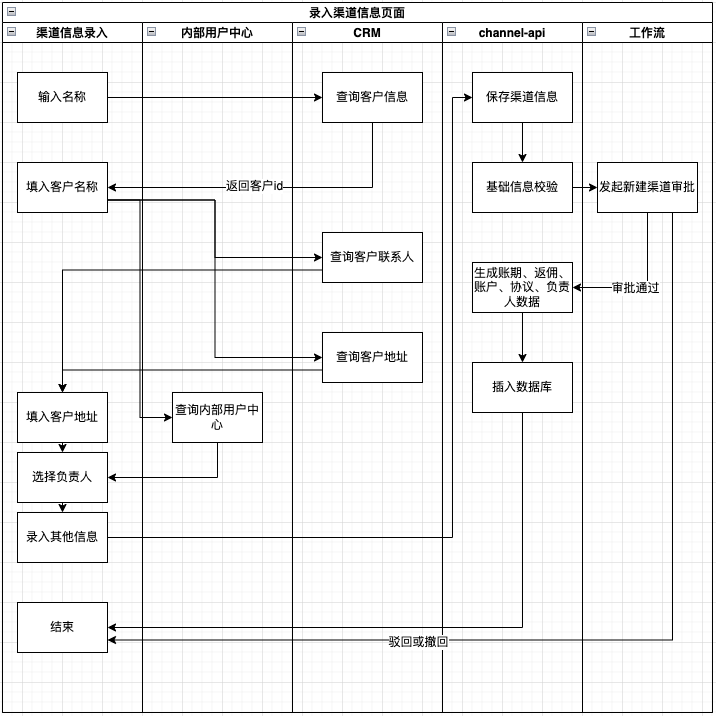 录入渠道信息页面
渠道信息录入
内部用户中心
CRM
channel-api
工作流
输入名称
查询客户信息
保存渠道信息
填入客户名称
返回客户id
基础信息校验
发起新建渠道审批
查询客户联系人
生成账期、返佣、
账户、协议、负责
人数据
审批通过
查询客户地址
插入数据库
填入客户地址
查询内部用户中
心
选择负责人
录入其他信息
结束
驳回或撤回